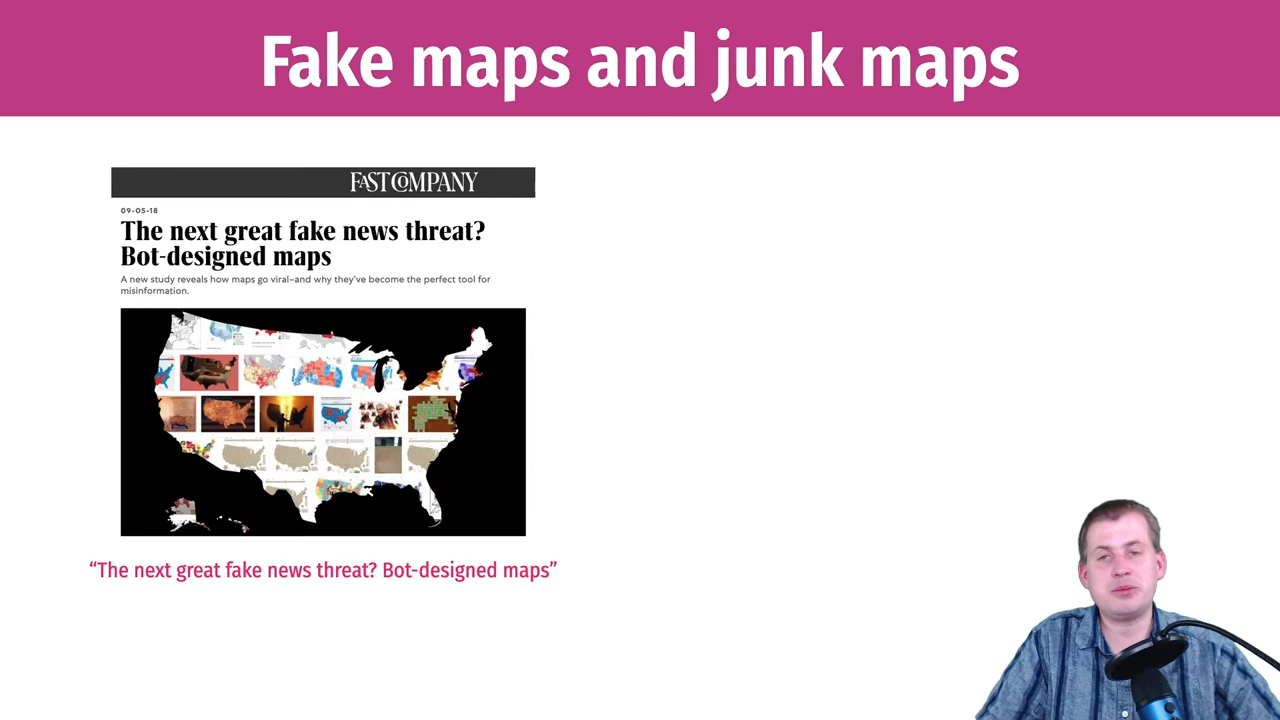 Fake maps and junk maps
FAST COMPANY
09-05-18
The next great fake news threat?
Bot-designed maps
A new study reveals how maps go viral–and why they've become the perfect tool for
misinformation.
“The next great fake news threat? Bot-designed maps”